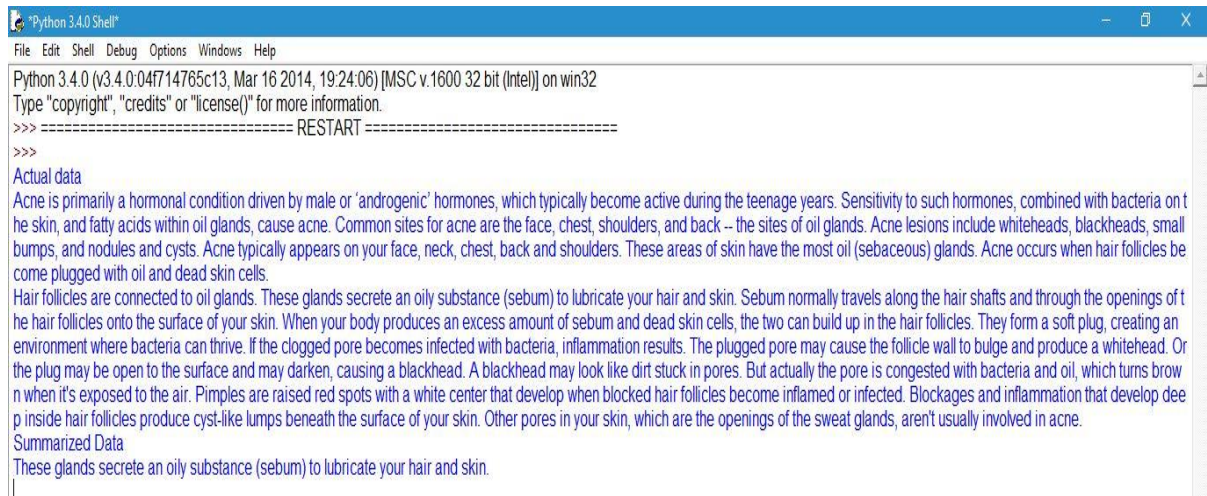 *Python 3.4.0 Shell*
File Edit Shell Debug Options Windows Help
Python 3.4.0 (v3.4.0:04f714765c13, Mar 16 2014, 19:24:06) [MSC v.1600 32 bit (Intel)] on win32
Type "copyright", "credits" or "license()" for more information.
>>> ================================ RESTART ================================
>>>
Actual data
Acne is primarily a hormonal condition driven by male or ‘androgenic’ hormones, which typically become active during the teenage years. Sensitivity to such hormones, combined with bacteria on t
he skin, and fatty acids within oil glands, cause acne. Common sites for acne are the face, chest, shoulders, and back -- the sites of oil glands. Acne lesions include whiteheads, blackheads, small
bumps, and nodules and cysts. Acne typically appears on your face, neck, chest, back and shoulders. These areas of skin have the most oil (sebaceous) glands. Acne occurs when hair follicles be
come plugged with oil and dead skin cells.
Hair follicles are connected to oil glands. These glands secrete an oily substance (sebum) to lubricate your hair and skin. Sebum normally travels along the hair shafts and through the openings of t
he hair follicles onto the surface of your skin. When your body produces an excess amount of sebum and dead skin cells, the two can build up in the hair follicles. They form a soft plug, creating an
environment where bacteria can thrive. If the clogged pore becomes infected with bacteria, inflammation results. The plugged pore may cause the follicle wall to bulge and produce a whitehead. Or
the plug may be open to the surface and may darken, causing a blackhead. A blackhead may look like dirt stuck in pores. But actually the pore is congested with bacteria and oil, which turns brow
n when it's exposed to the air. Pimples are raised red spots with a white center that develop when blocked hair follicles become inflamed or infected. Blockages and inflammation that develop dee
p inside hair follicles produce cyst-like lumps beneath the surface of your skin. Other pores in your skin, which are the openings of the sweat glands, aren't usually involved in acne.
Summarized Data
These glands secrete an oily substance (sebum) to lubricate your hair and skin.